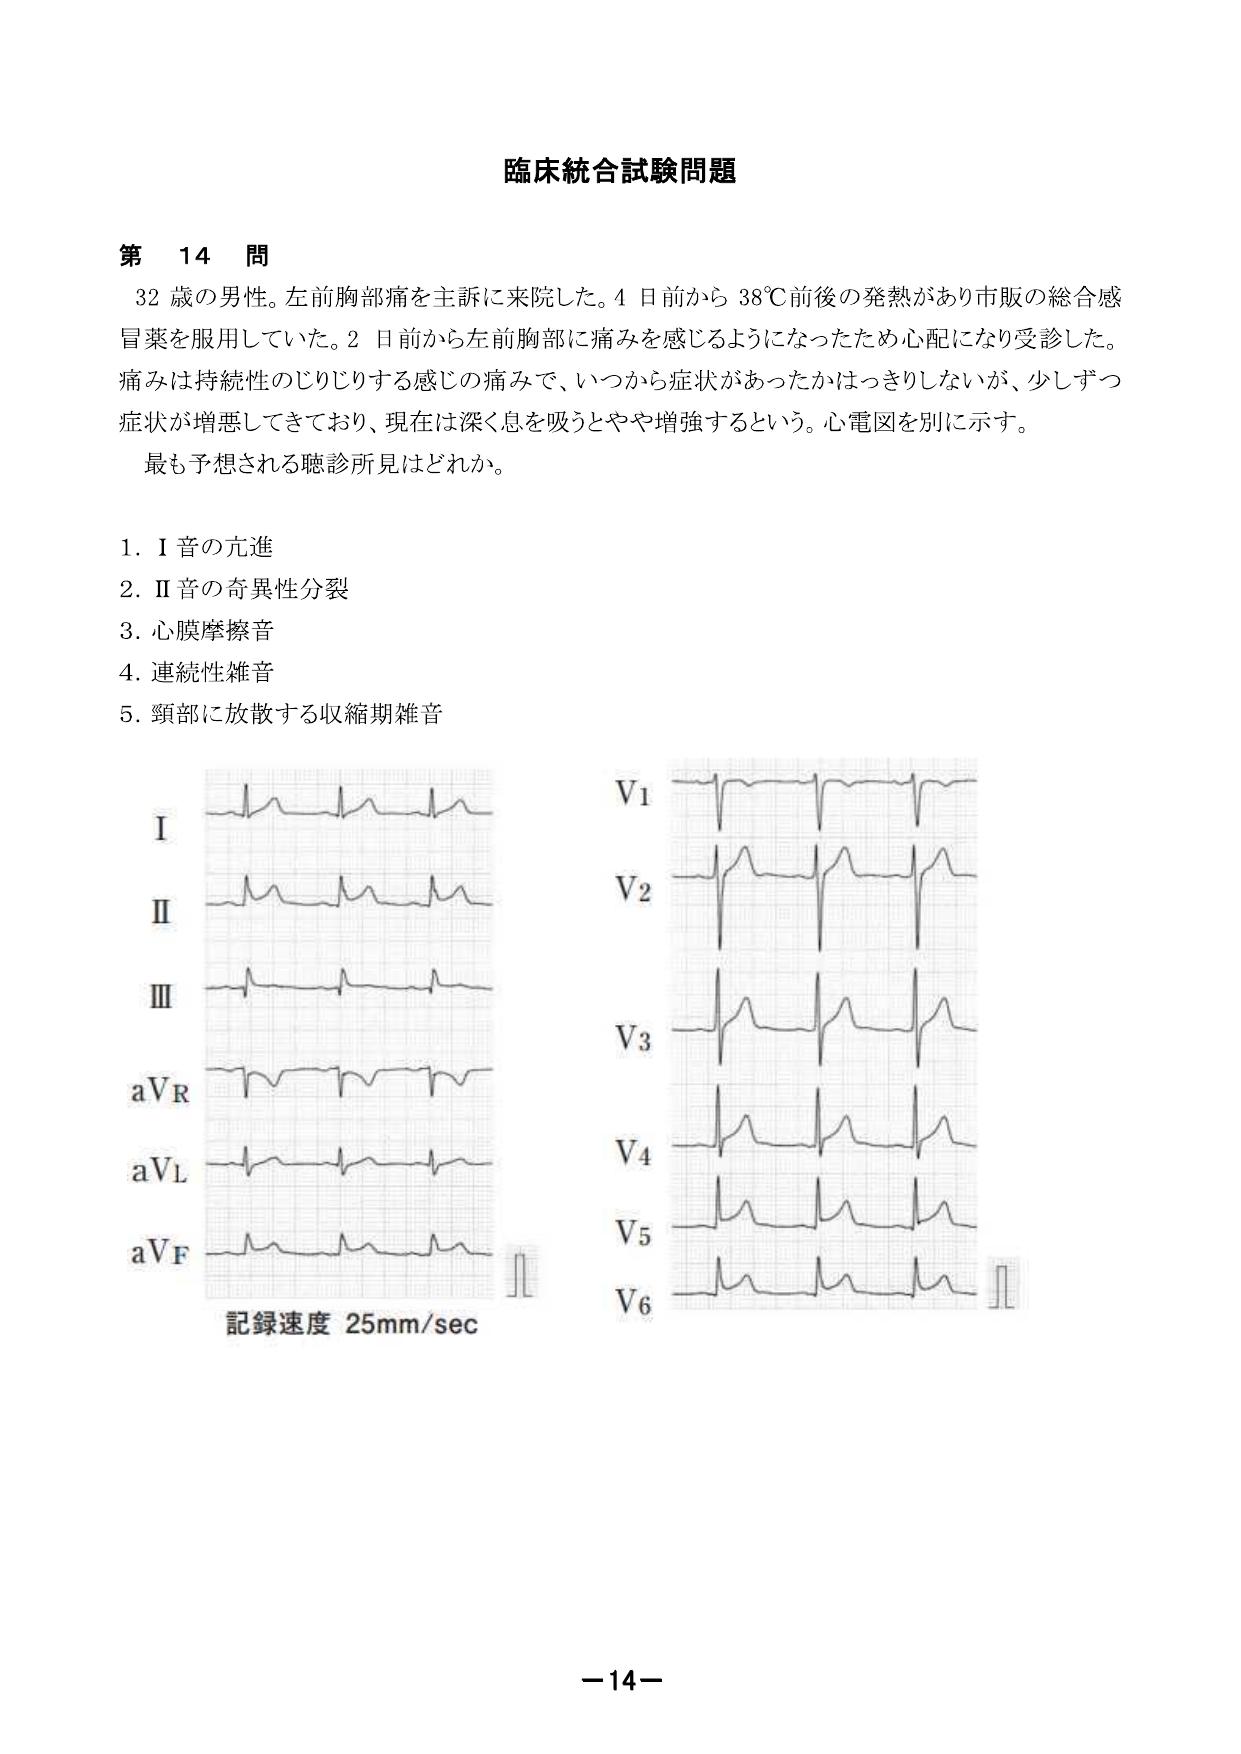 臨床統合試験問題
第 14 問
32 歳の男性。左前胸部痛を主訴に来院した。4 日前から 38℃前後の発熱があり市販の総合感
冒薬を服用していた。2 日前から左前胸部に痛みを感じるようになったため心配になり受診した。
痛みは持続性のじりじりする感じの痛みで、いつから症状があったかはっきりしないが、少しずつ
症状が増悪してきており、現在は深く息を吸うとやや増強するという。心電図を別に示す。
最も予想される聴診所見はどれか。
1. Ⅰ音の亢進
2. Ⅱ音の奇異性分裂
3. 心膜摩擦音
4. 連続性雑音
5. 頸部に放散する収縮期雑音
Ⅰ
Ⅱ
Ⅲ
aVR
aVL
aVF
記録速度 25mm/sec
V1
V2
V3
V4
V5
V6
－14－